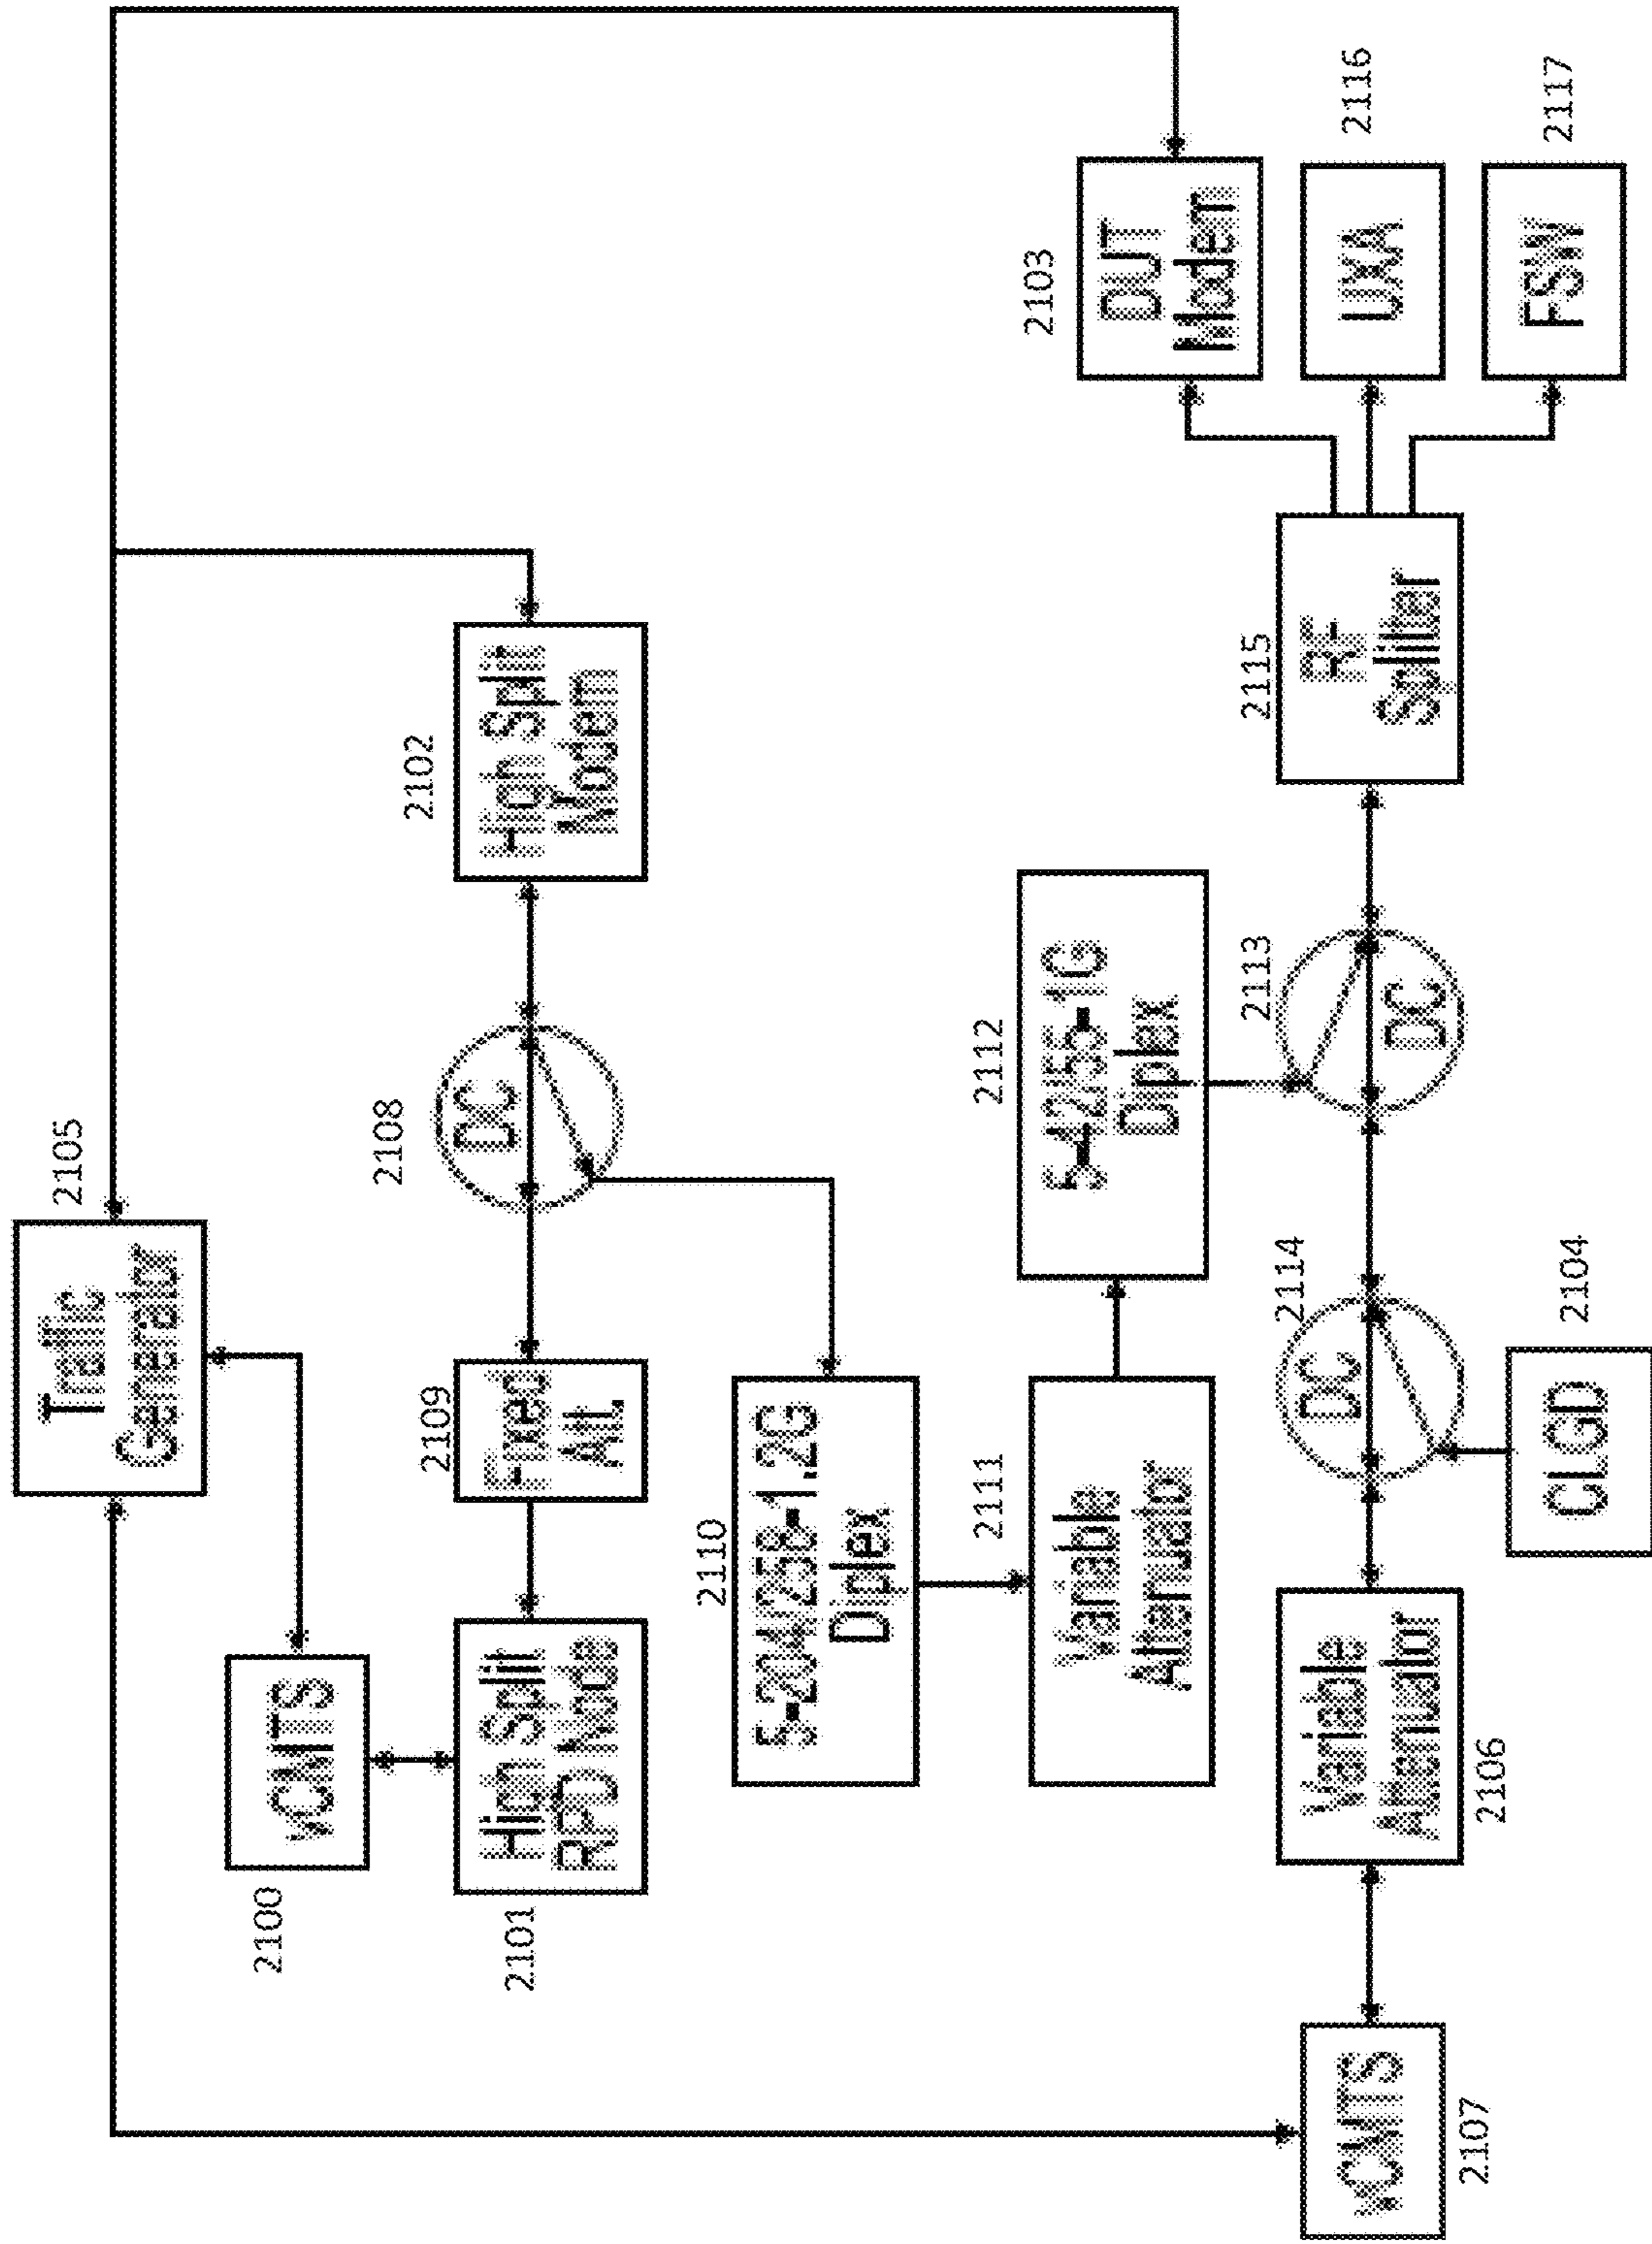 2105
Traffic
Generator
2100
vCMTS
2101
High Split
RPD Node
2109
Fixed
Att.
2108
DC
2102
High Split
Modem
2110
5-204/258-1.2G
Diplex
2111
Variable
Attenuator
2112
5-42/55-1G
Diplex
2107
vCMTS
2106
Variable
Attenuator
2114
DC
2104
CLGD
2113
DC
2115
RF
Splitter
2103
DUT
Modem
2116
UXA
2117
FSW